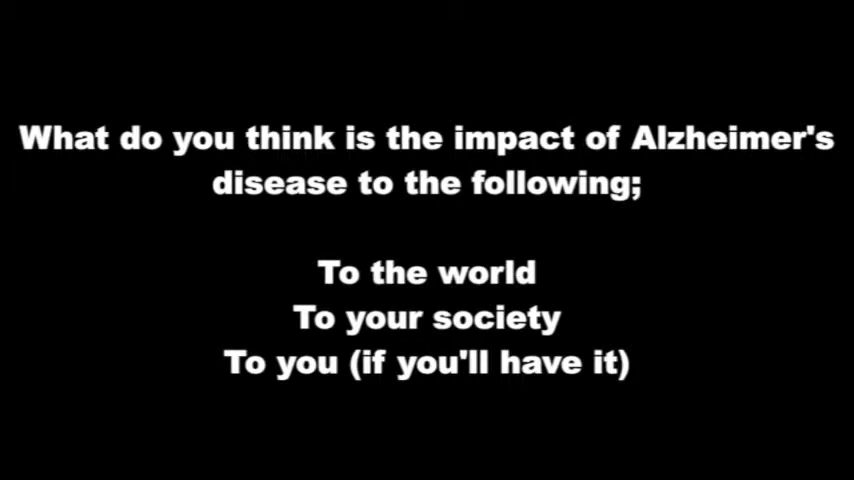 What do you think is the impact of Alzheimer's
disease to the following;
To the world
To your society
To you (if you'll have it)